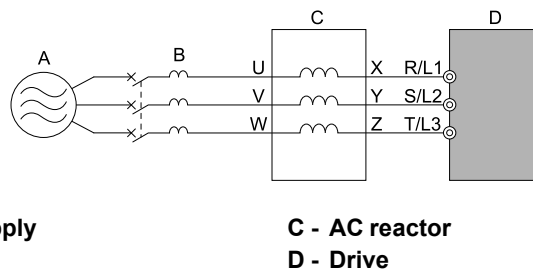 C D
A B
U X R/L1
V Y S/L2
W Z T/L3
C - AC reactor
D - Drive